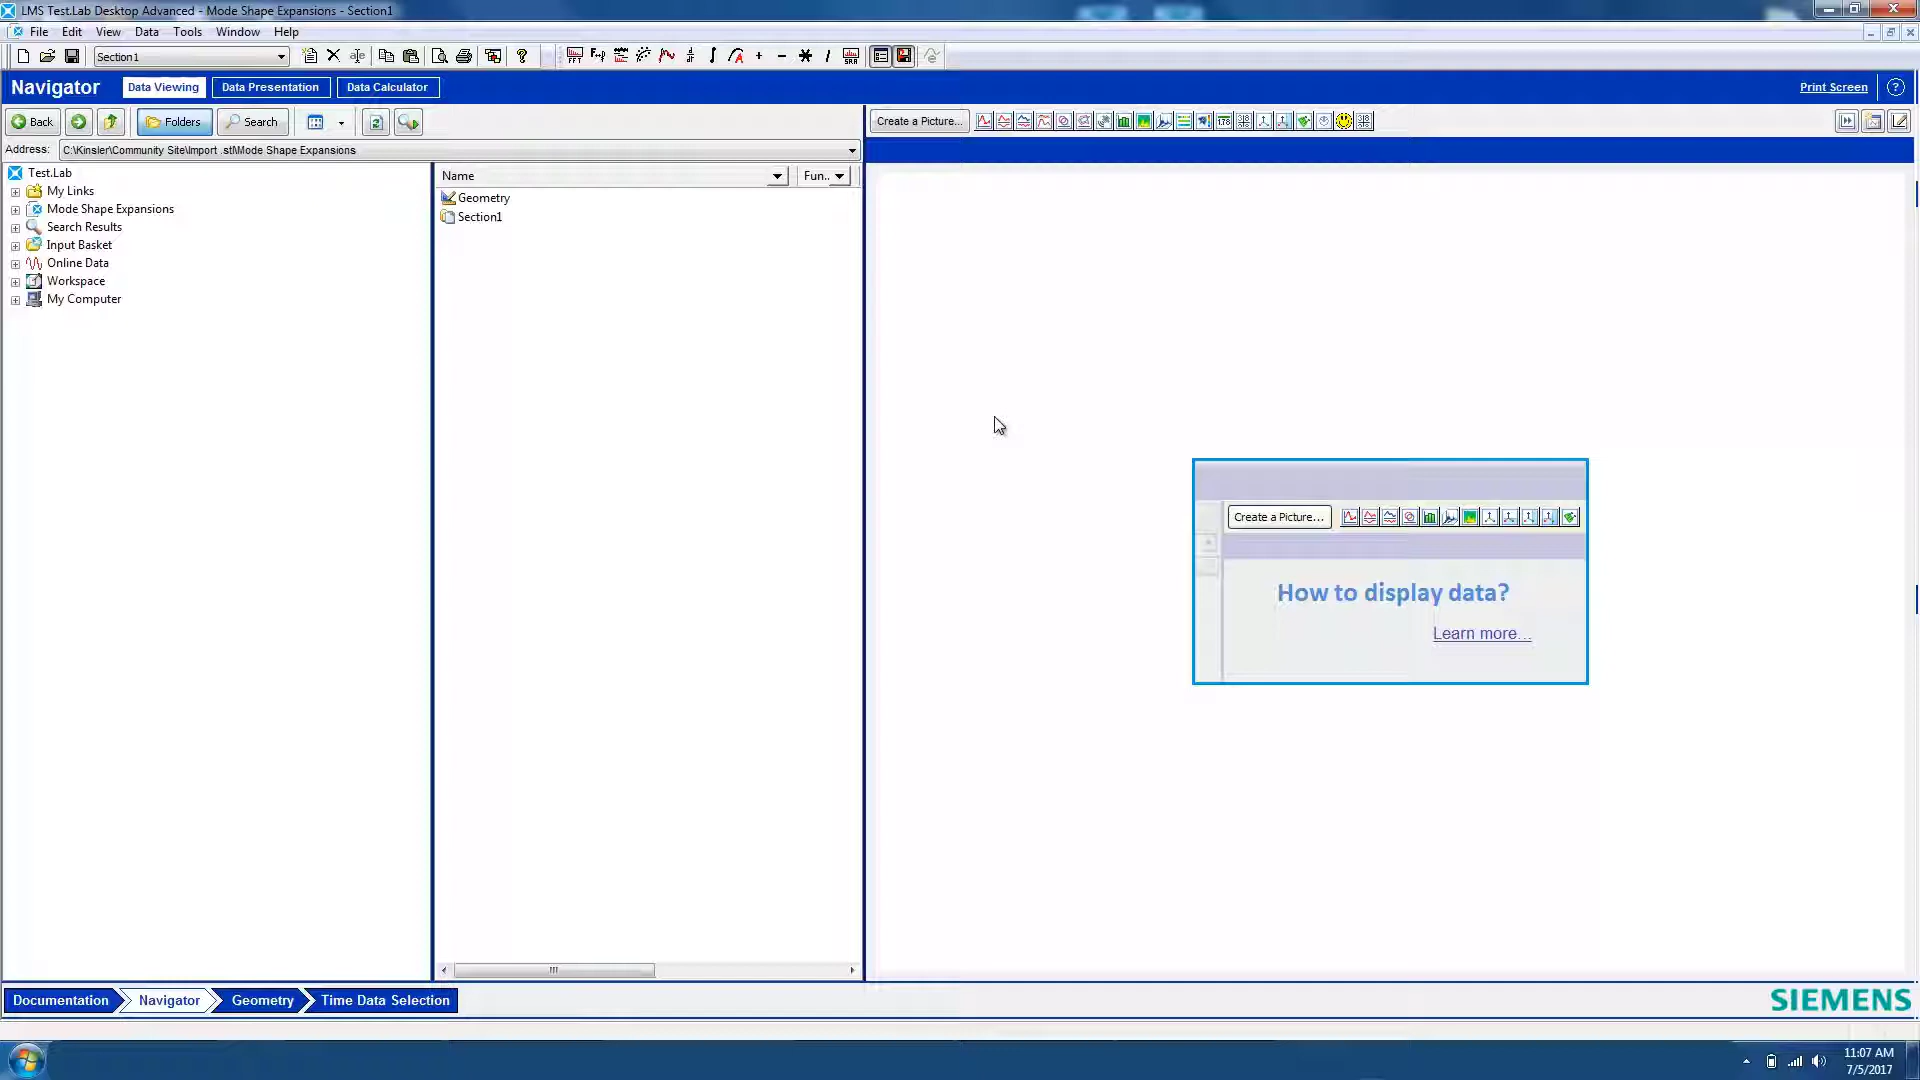 LMS Test.Lab Desktop Advanced - Mode Shape Expansions - Section1
File Edit View Data Tools Window Help
Section1
Navigator Data Viewing Data Presentation Data Calculator Print Screen ?
Back Folders Search Create a Picture...
Address: C:\Kinsler\Community Site\Import .stl\Mode Shape Expansions
Name Fun..
Test.Lab
My Links
Mode Shape Expansions
Search Results
Input Basket
Online Data
Workspace
My Computer
Geometry
Section1
Create a Picture...
How to display data?
Learn more...
Documentation Navigator Geometry Time Data Selection SIEMENS
11:07 AM
7/5/2017